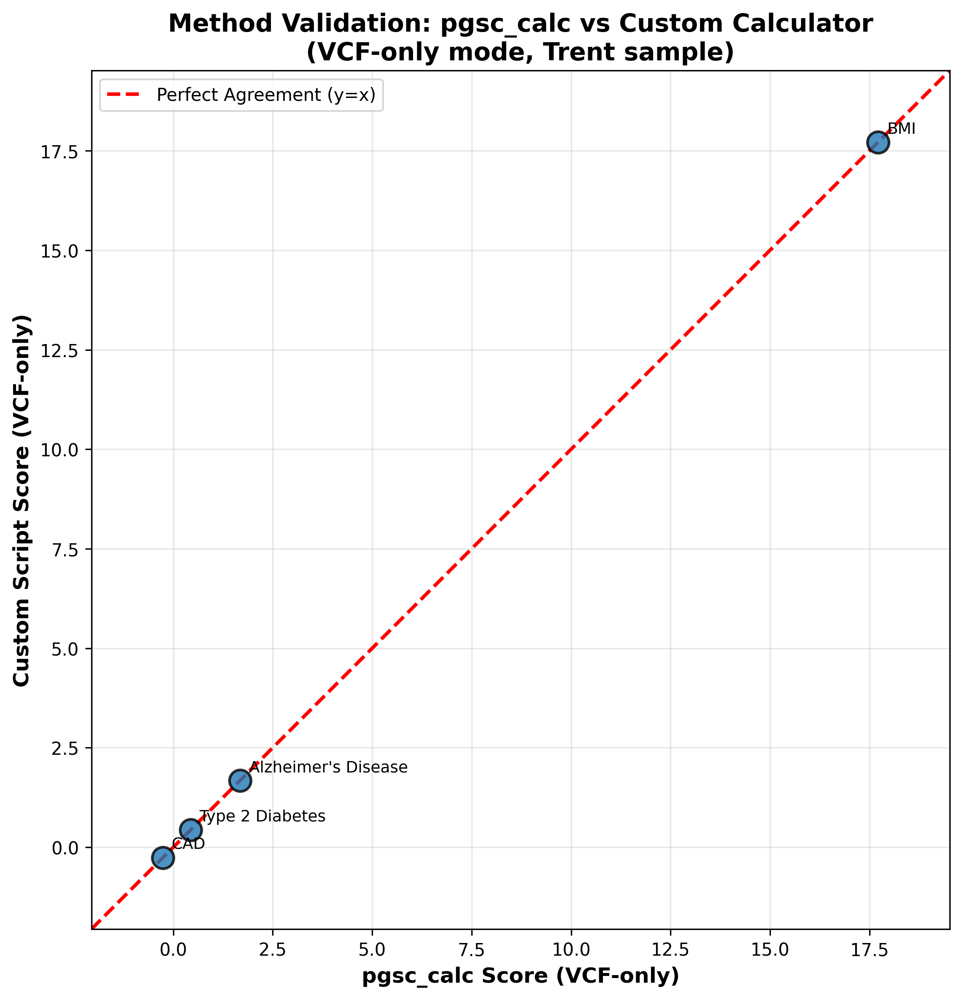 Method Validation: pgsc_calc vs Custom Calculator
(VCF-only mode, Trent sample)
Perfect Agreement (y=x)
BMI
Alzheimer's Disease
Type 2 Diabetes
CAD
17.5
15.0
12.5
10.0
7.5
5.0
2.5
0.0
Custom Script Score (VCF-only)
0.0
2.5
5.0
7.5
10.0
12.5
15.0
17.5
pgsc_calc Score (VCF-only)